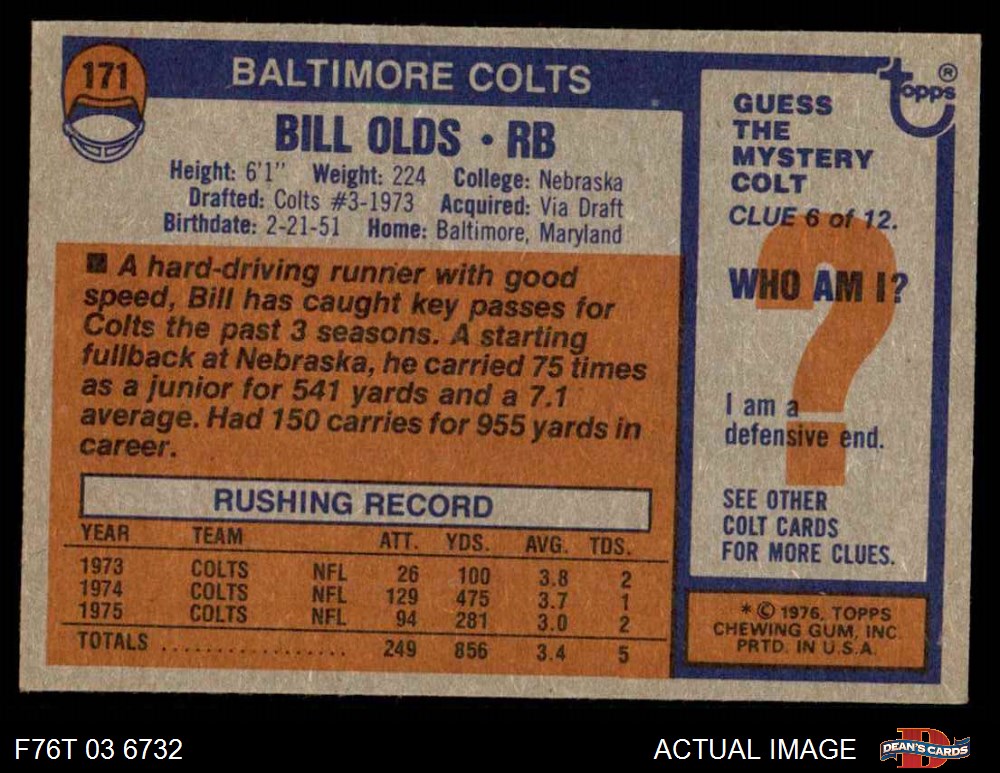 171
BALTIMORE COLTS
BILL OLDS • RB
Height: 6'1" Weight: 224 College: Nebraska
Drafted: Colts #3-1973 Acquired: Via Draft
Birthdate: 2-21-51 Home: Baltimore, Maryland
■ A hard-driving runner with good
speed, Bill has caught key passes for
Colts the past 3 seasons. A starting
fullback at Nebraska, he carried 75 times
as a junior for 541 yards and a 7.1
average. Had 150 carries for 955 yards in
career.
RUSHING RECORD
YEAR TEAM ATT. YDS. AVG. TDS.
1973 COLTS NFL 26 100 3.8 2
1974 COLTS NFL 129 475 3.7 1
1975 COLTS NFL 94 281 3.0 2
TOTALS .................. 249 856 3.4 5
topps ®
GUESS
THE
MYSTERY
COLT
CLUE 6 of 12.
?
WHO AM I?
I am a
defensive end.
SEE OTHER
COLT CARDS
FOR MORE CLUES.
* © 1976, TOPPS
CHEWING GUM, INC.
PRTD. IN U.S.A.
F76T 03 6732
ACTUAL IMAGE
D
DEAN'S CARDS